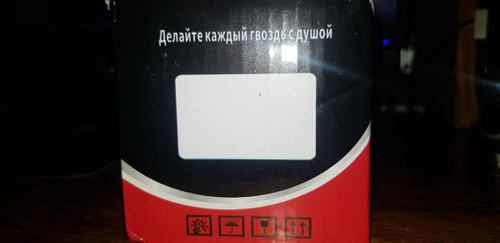 Делайте каждый гвоздь с душой